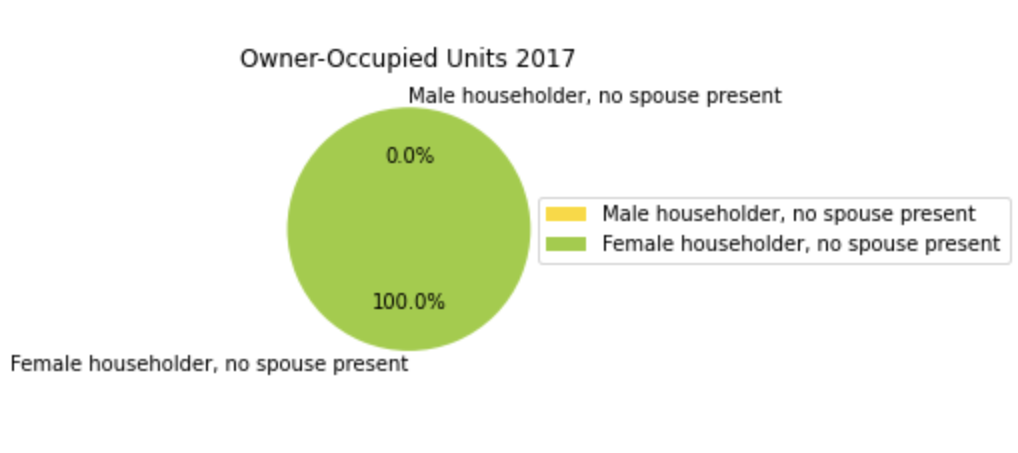 Owner-Occupied Units 2017
Male householder, no spouse present
0.0%
Male householder, no spouse present
Female householder, no spouse present
100.0%
Female householder, no spouse present